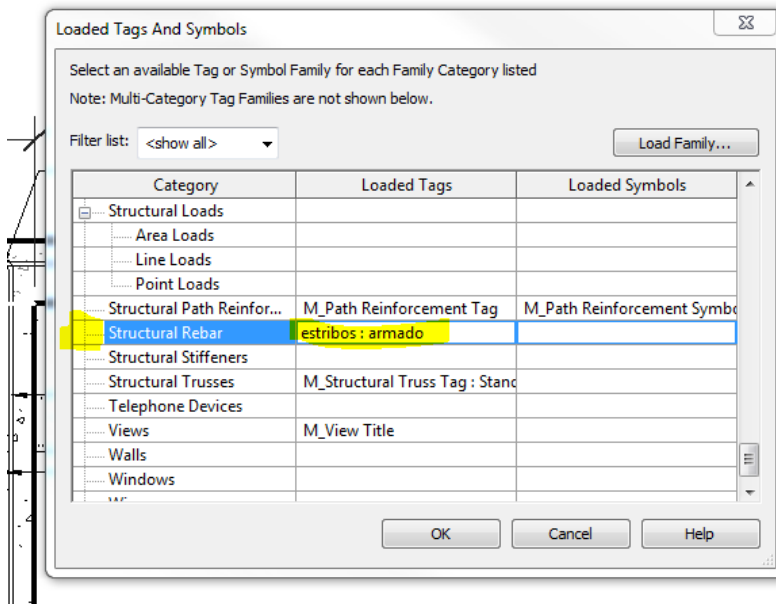 Loaded Tags And Symbols
Select an available Tag or Symbol Family for each Family Category listed
Note: Multi-Category Tag Families are not shown below.
Filter list: <show all> Load Family...
Category Loaded Tags Loaded Symbols
Structural Loads
Area Loads
Line Loads
Point Loads
Structural Path Reinfor... M_Path Reinforcement Tag M_Path Reinforcement Symbo
Structural Rebar estribos : armado
Structural Stiffeners
Structural Trusses M_Structural Truss Tag : Stand
Telephone Devices
Views M_View Title
Walls
Windows
OK Cancel Help